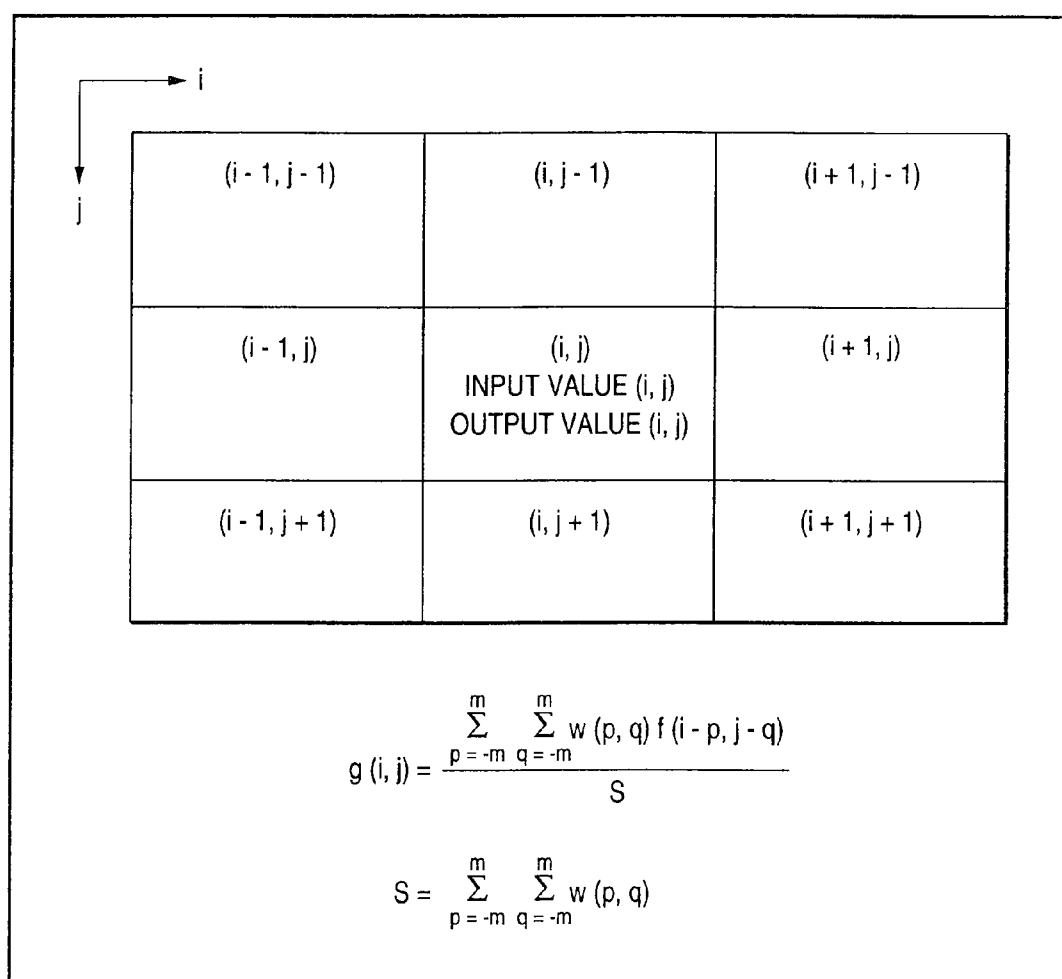 i
j
(i - 1, j - 1) (i, j - 1) (i + 1, j - 1)
(i - 1, j) (i, j) (i + 1, j)
INPUT VALUE (i, j)
OUTPUT VALUE (i, j)
(i - 1, j + 1) (i, j + 1) (i + 1, j + 1)
m m
Σ Σ w (p, q) f (i - p, j - q)
p = -m q = -m
g (i, j) =
S
m m
S = Σ Σ w (p, q)
p = -m q = -m